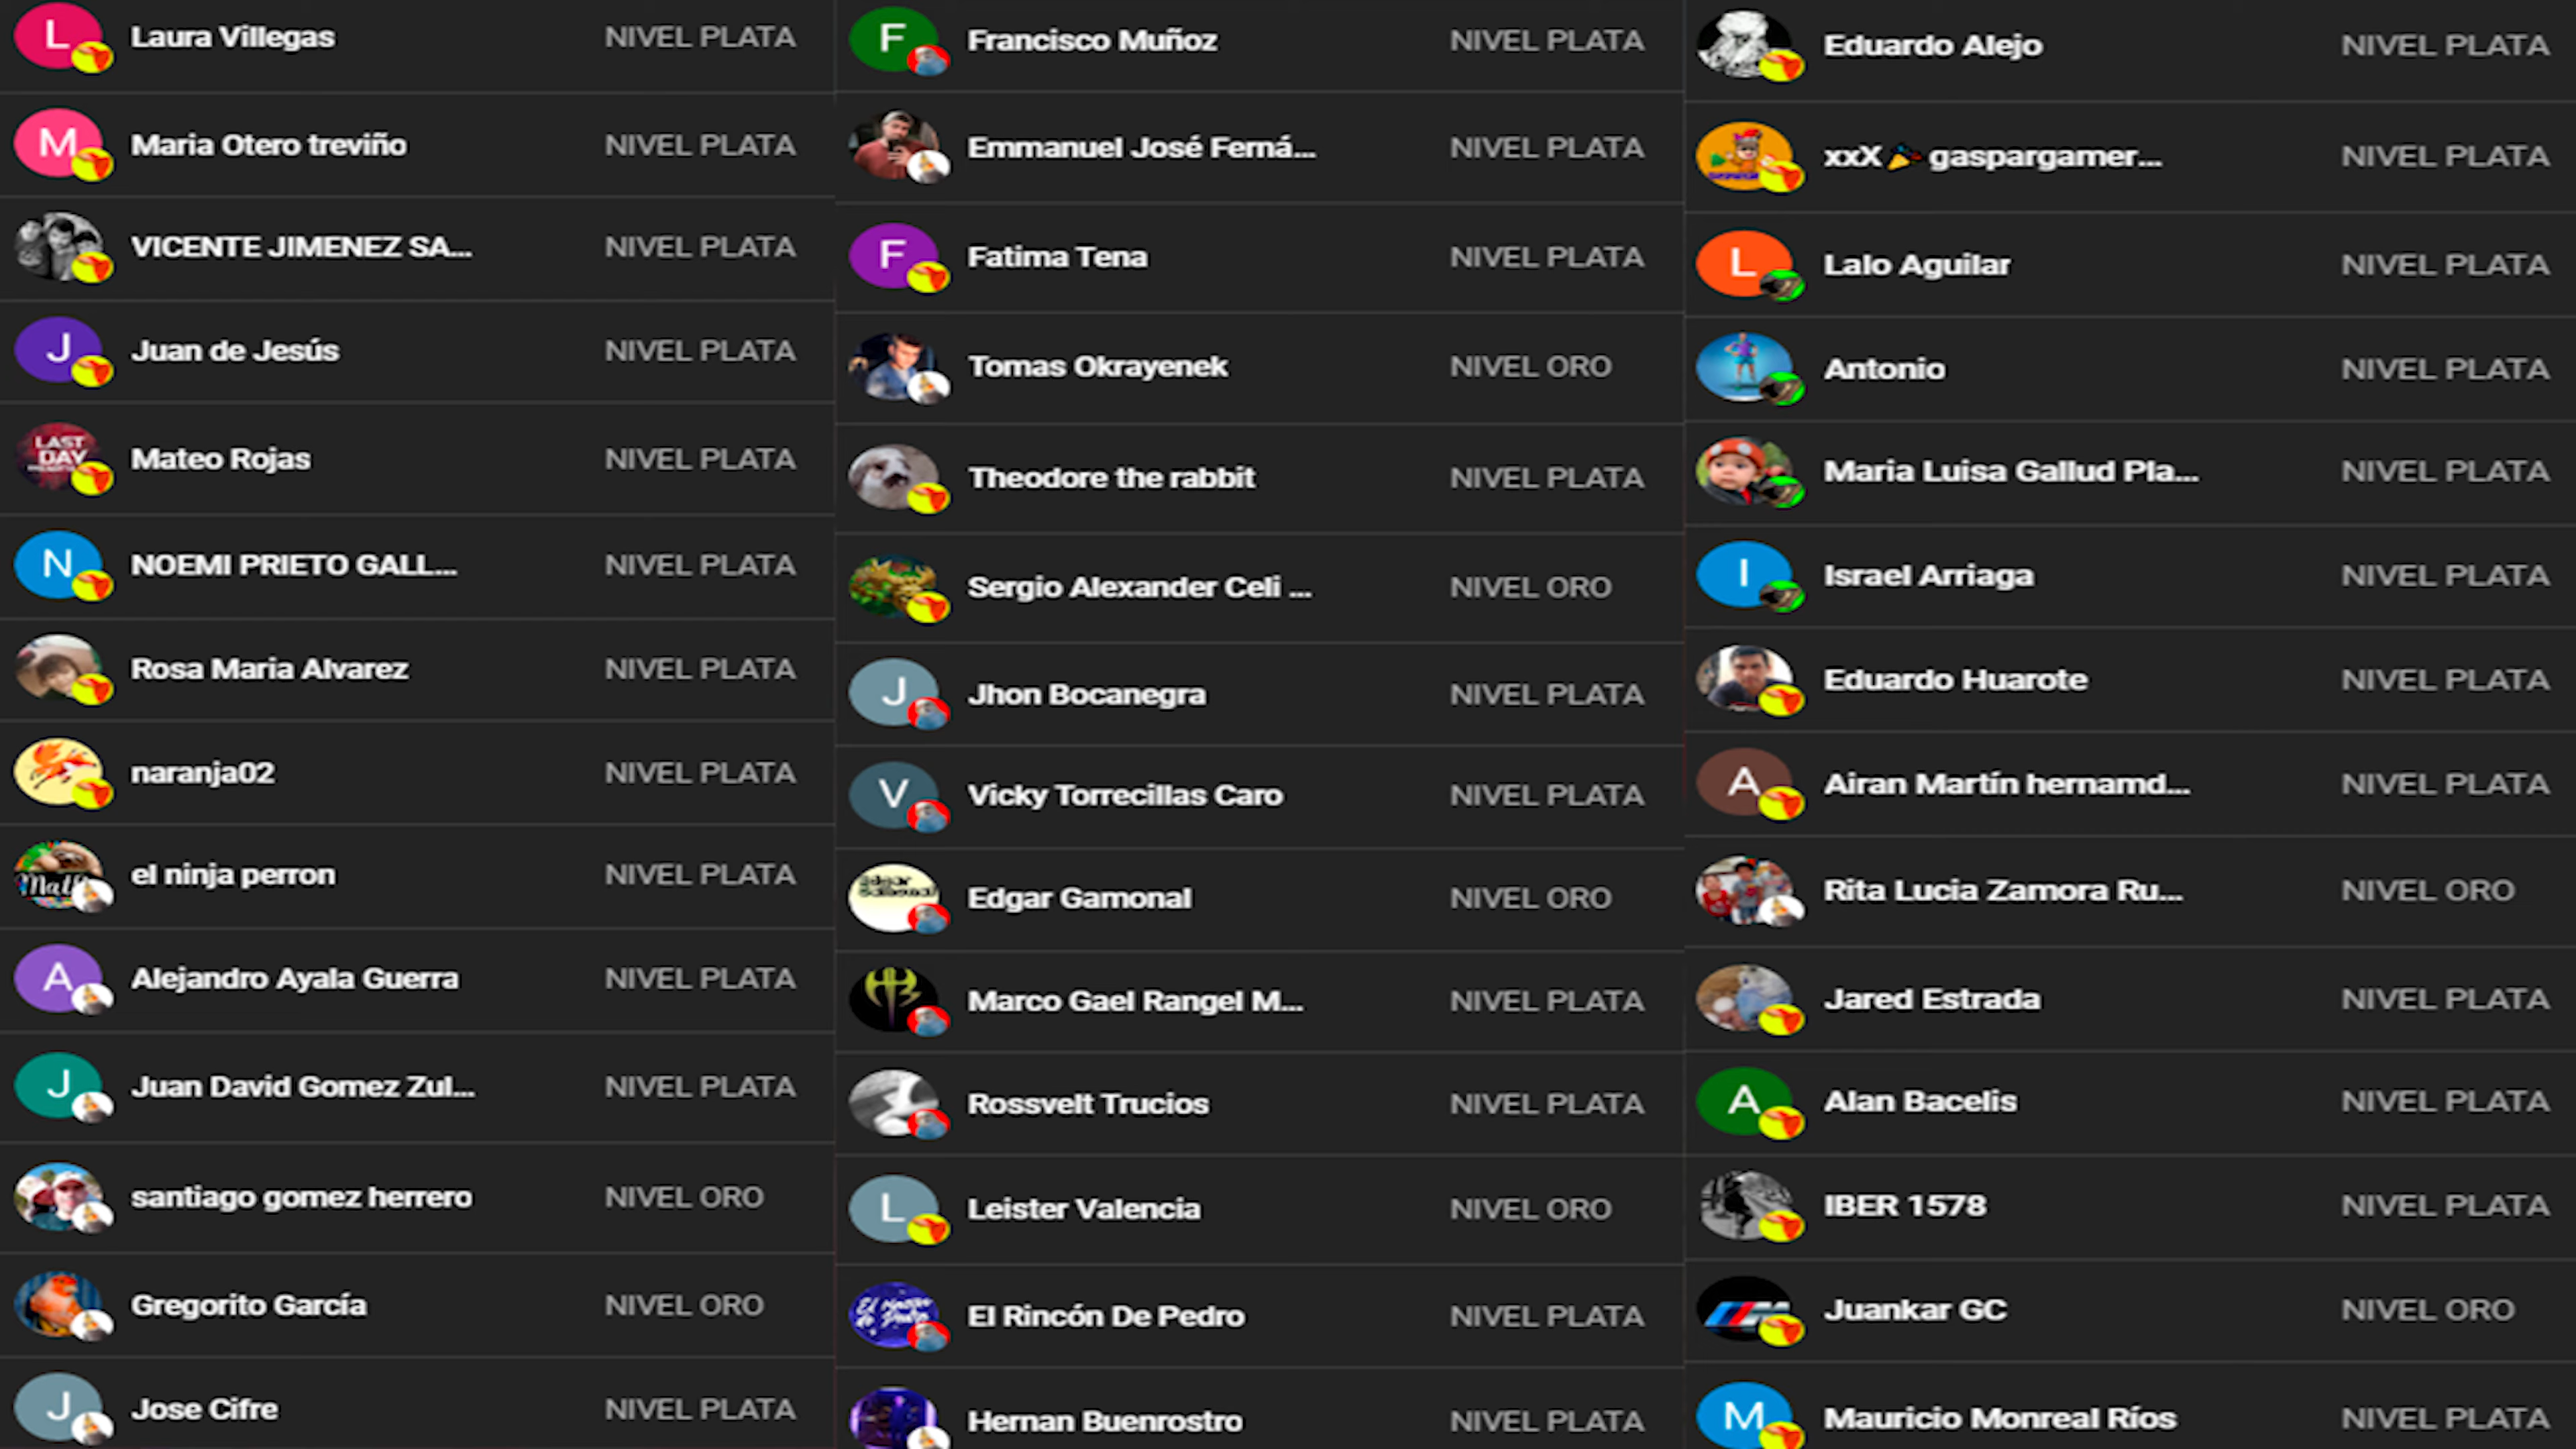 L Laura Villegas NIVEL PLATA
M Maria Otero treviño NIVEL PLATA
VICENTE JIMENEZ SA... NIVEL PLATA
J Juan de Jesús NIVEL PLATA
LAST
DAY
Mateo Rojas NIVEL PLATA
N NOEMI PRIETO GALL... NIVEL PLATA
Rosa Maria Alvarez NIVEL PLATA
naranja02 NIVEL PLATA
el ninja perron NIVEL PLATA
A Alejandro Ayala Guerra NIVEL PLATA
J Juan David Gomez Zul... NIVEL PLATA
santiago gomez herrero NIVEL ORO
Gregorito García NIVEL ORO
J Jose Cifre NIVEL PLATA
F Francisco Muñoz NIVEL PLATA
Emmanuel José Ferná... NIVEL PLATA
F Fatima Tena NIVEL PLATA
Tomas Okrayenek NIVEL ORO
Theodore the rabbit NIVEL PLATA
Sergio Alexander Celi ... NIVEL ORO
J Jhon Bocanegra NIVEL PLATA
V Vicky Torrecillas Caro NIVEL PLATA
Edgar Gamonal NIVEL ORO
Marco Gael Rangel M... NIVEL PLATA
Rossvelt Trucios NIVEL PLATA
L Leister Valencia NIVEL ORO
El Rincón De Pedro NIVEL PLATA
Hernan Buenrostro NIVEL PLATA
Eduardo Alejo NIVEL PLATA
xxX🎉gaspargamer... NIVEL PLATA
L Lalo Aguilar NIVEL PLATA
Antonio NIVEL PLATA
Maria Luisa Gallud Pla... NIVEL PLATA
I Israel Arriaga NIVEL PLATA
Eduardo Huarote NIVEL PLATA
A Airan Martín hernamd... NIVEL PLATA
Rita Lucia Zamora Ru... NIVEL ORO
Jared Estrada NIVEL PLATA
A Alan Bacelis NIVEL PLATA
IBER 1578 NIVEL PLATA
Juankar GC NIVEL ORO
M Mauricio Monreal Ríos NIVEL PLATA